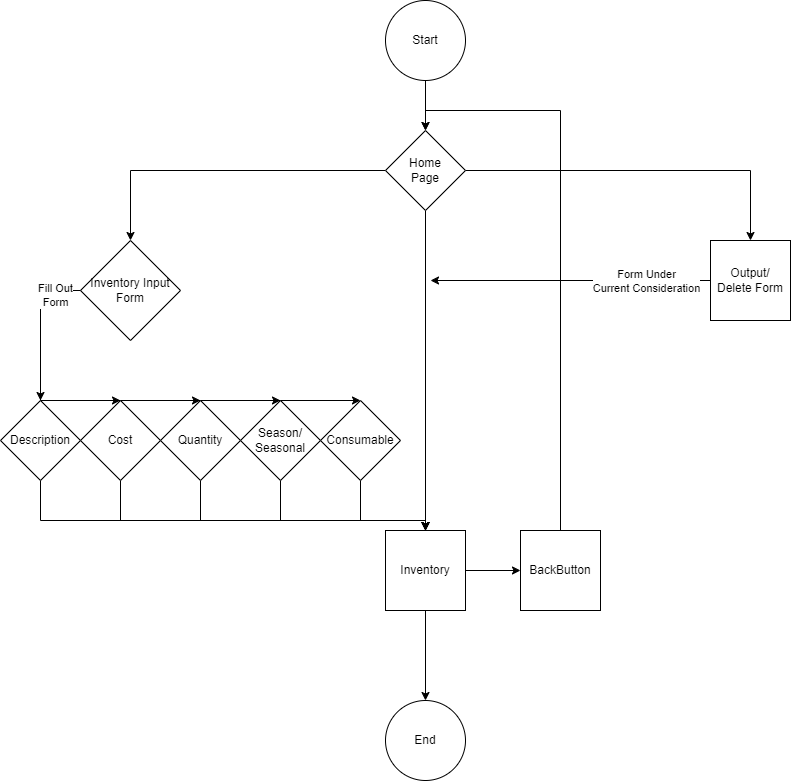 Start
Home
Page
Inventory Input
Form
Output/
Delete Form
Form Under
Current Consideration
Fill Out
Form
Description
Cost
Quantity
Season/
Seasonal
Consumable
Inventory
BackButton
End